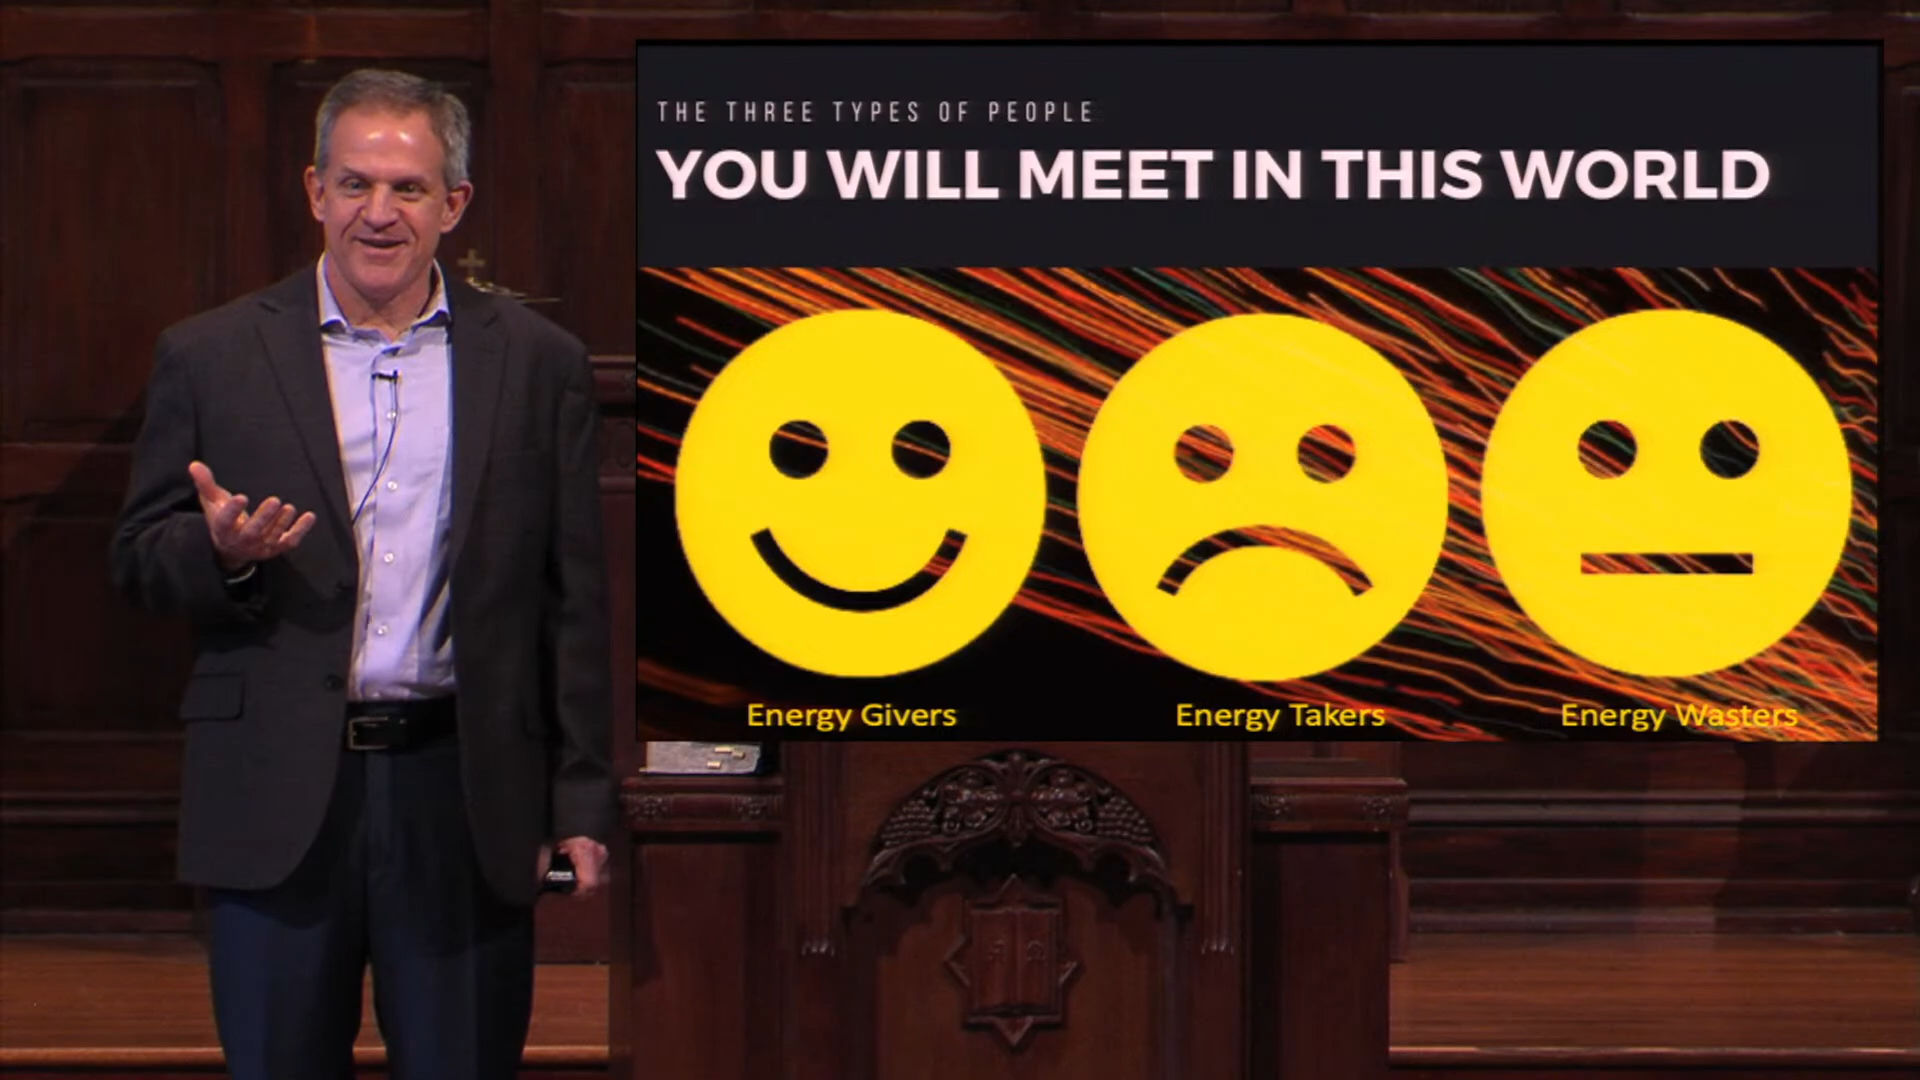 THE THREE TYPES OF PEOPLE
YOU WILL MEET IN THIS WORLD
Energy Givers
Energy Takers
Energy Wasters